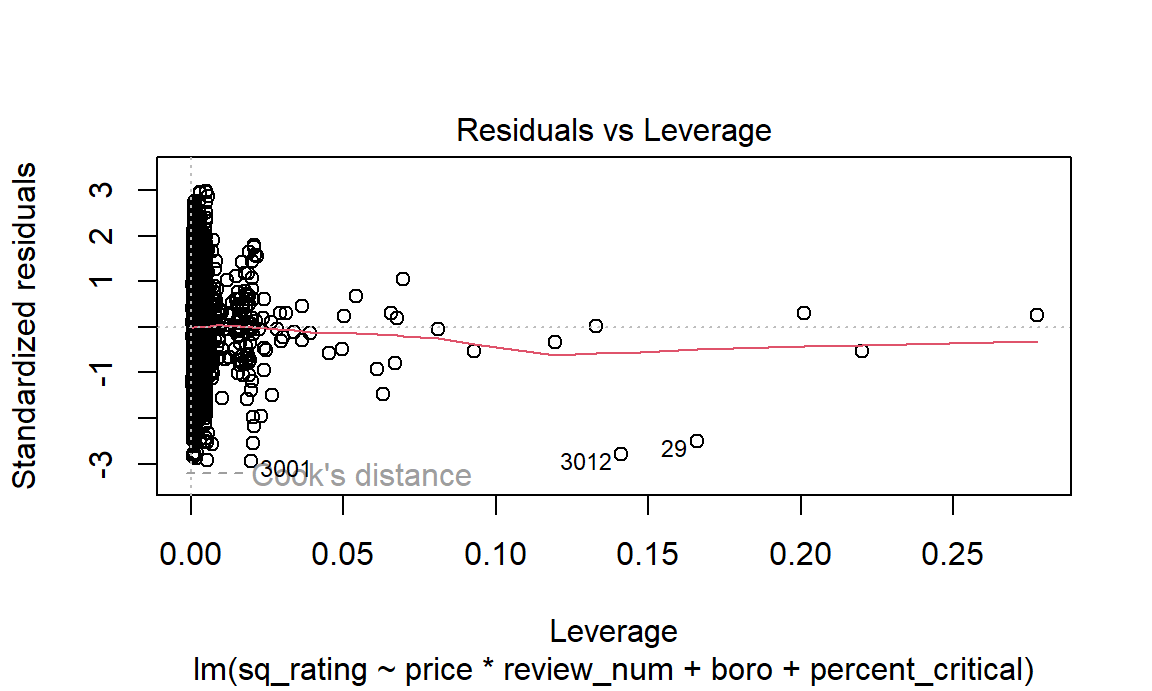 Residuals vs Leverage
Standardized residuals
3
2
1
-1
-3
3001
3012
29
Cook's distance
0.00 0.05 0.10 0.15 0.20 0.25
Leverage
lm(sq_rating ~ price * review_num + boro + percent_critical)